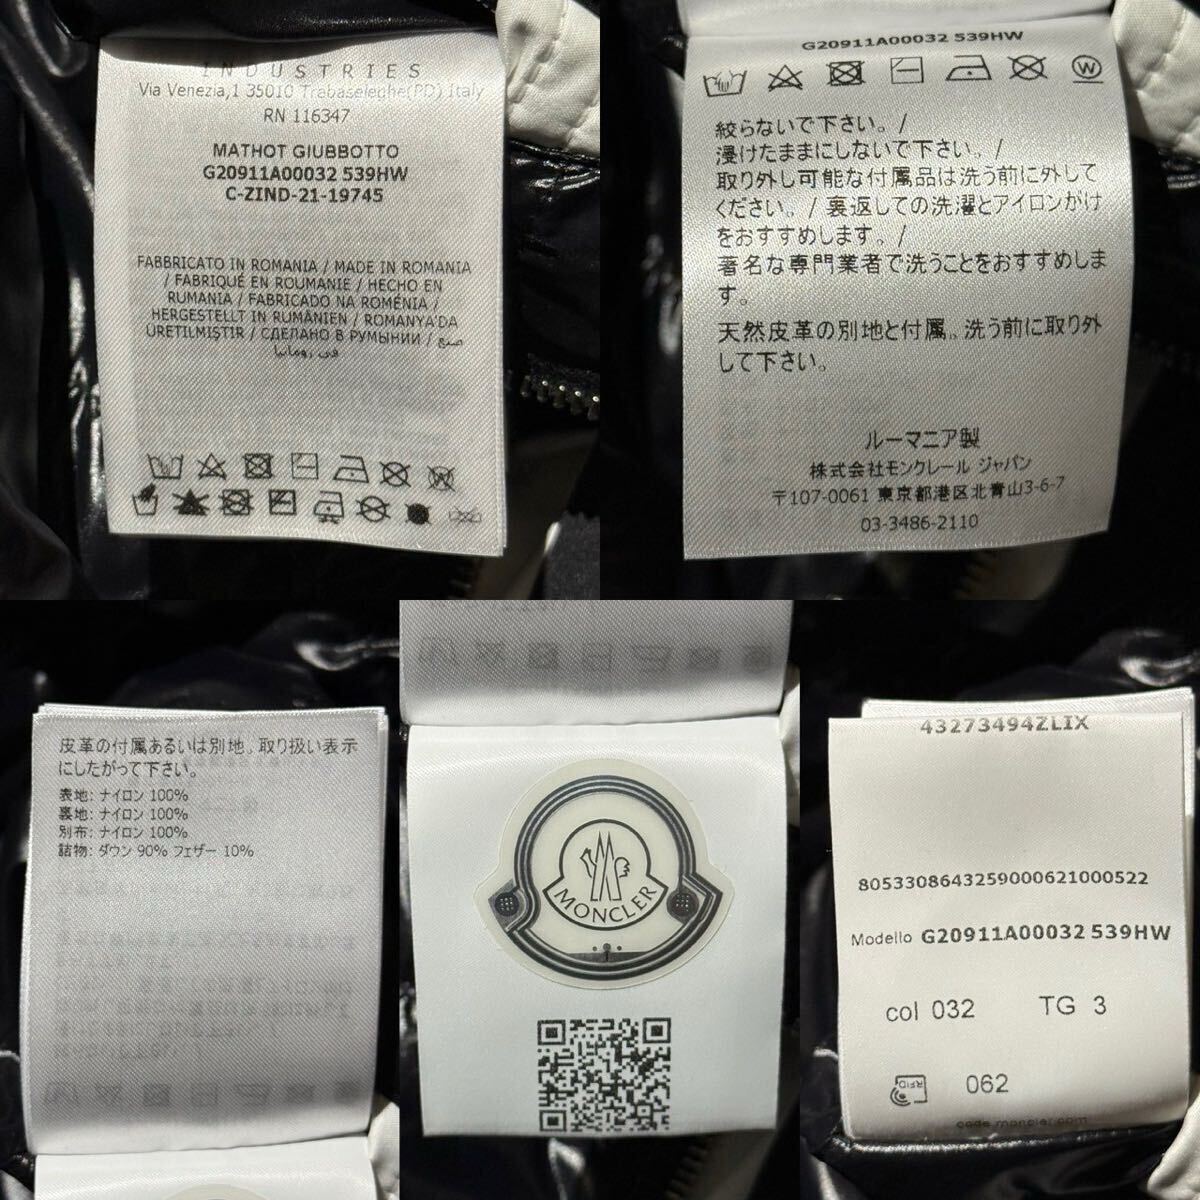 INDUSTRIES
Via Venezia,1 35010 Trebaseleghe(PD) Italy
RN 116347
MATHOT GIUBBOTTO
G20911A00032 539HW
C-ZIND-21-19745
FABBRICATO IN ROMANIA / MADE IN ROMANIA
/ FABRIQUÉ EN ROUMANIE / HECHO EN
RUMANIA / FABRICADO NA ROMÉNIA /
HERGESTELLT IN RUMÄNIEN / ROMANYA'DA
ÜRETILMIŞTIR / СДЕЛАНО В РУМЫНИИ / صنع
في رومانيا
G20911A00032 539HW
W
絞らないで下さい。/
浸けたままにしないで下さい。/
取り外し可能な付属品は洗う前に外して
ください。/ 裏返しての洗濯とアイロンがけ
をおすすめします。/
著名な専門業者で洗うことをおすすめしま
す。
天然皮革の別地と付属。洗う前に取り外
して下さい。
ルーマニア製
株式会社モンクレール ジャパン
〒107-0061 東京都港区北青山3-6-7
03-3486-2110
皮革の付属あるいは別地。取り扱い表示
にしたがって下さい。
表地: ナイロン 100%
裏地: ナイロン 100%
別布: ナイロン 100%
詰物: ダウン 90% フェザー 10%
MONCLER
43273494ZLIX
8053308643259000621000522
Modello G20911A00032 539HW
col 032 TG 3
RFID 062
code.moncler.com